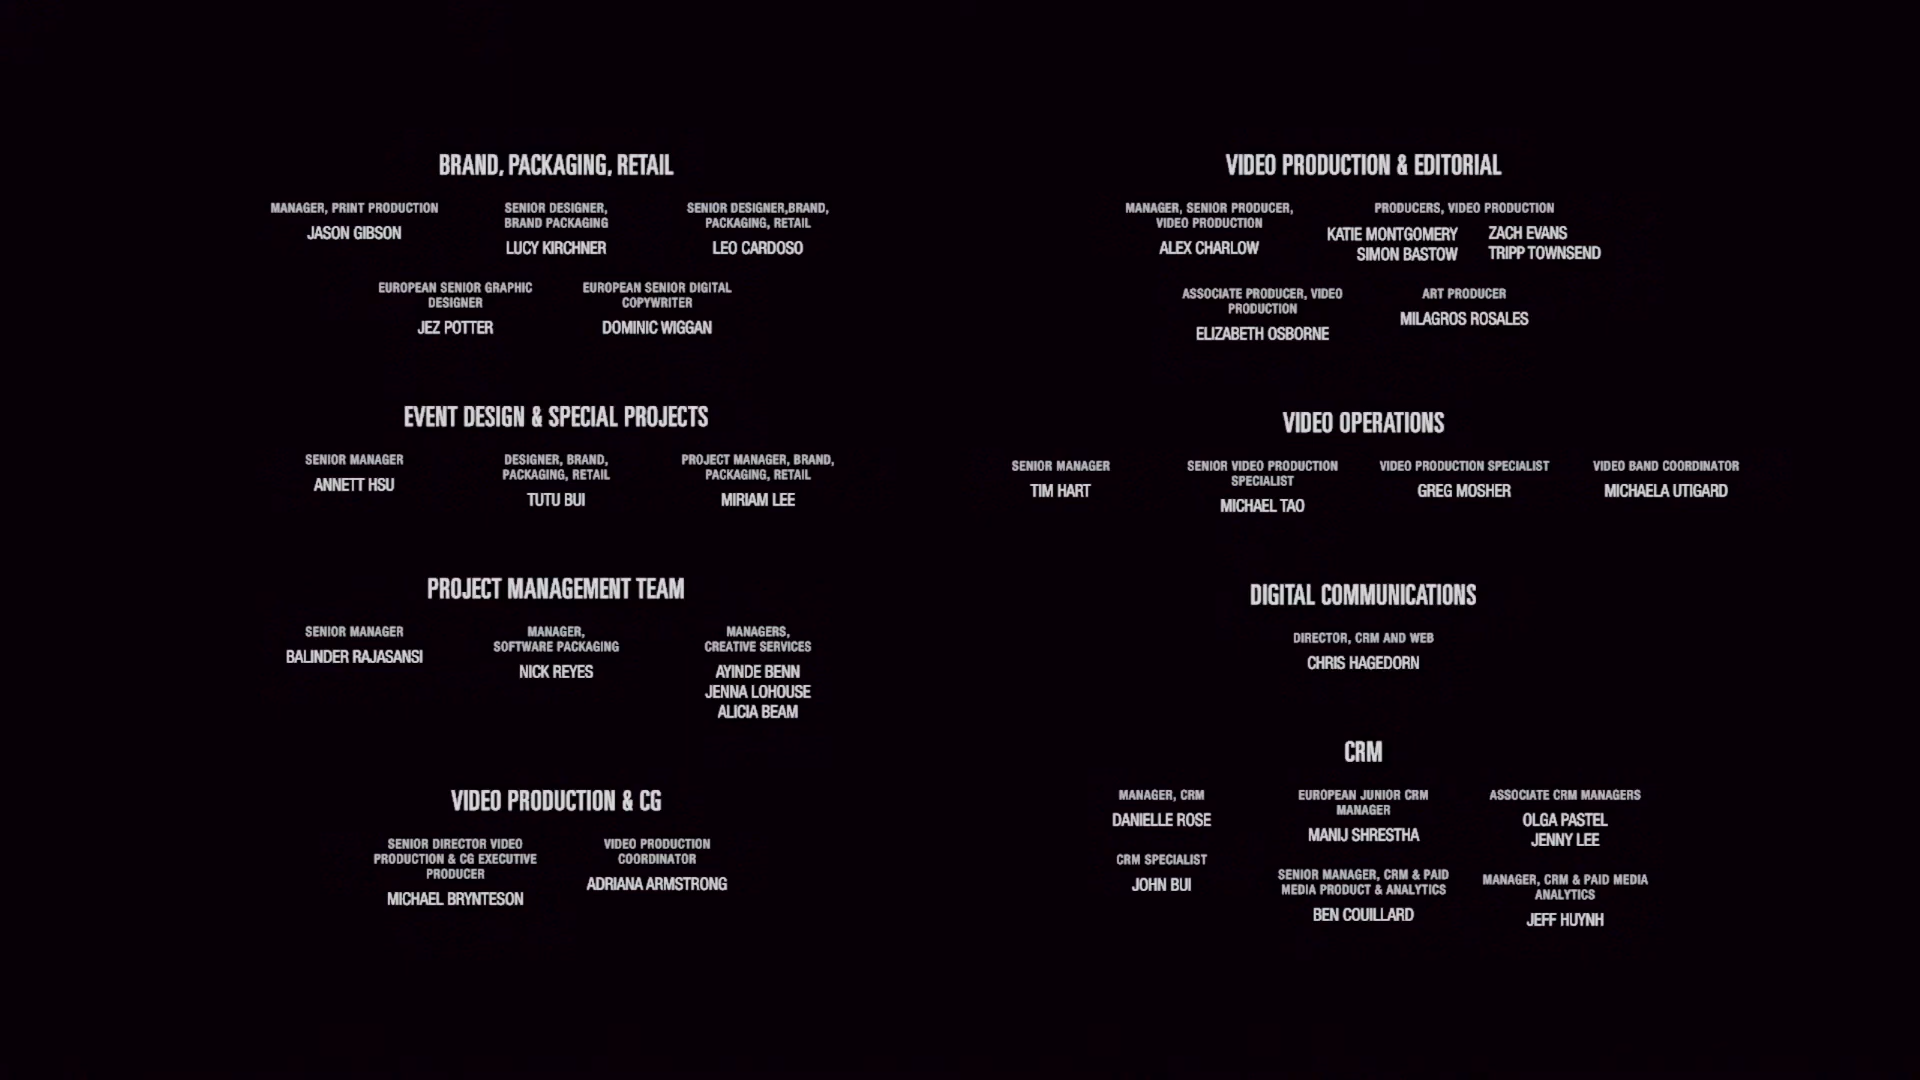 BRAND, PACKAGING, RETAIL
MANAGER, PRINT PRODUCTION
JASON GIBSON
SENIOR DESIGNER,
BRAND PACKAGING
LUCY KIRCHNER
SENIOR DESIGNER,BRAND,
PACKAGING, RETAIL
LEO CARDOSO
EUROPEAN SENIOR GRAPHIC
DESIGNER
JEZ POTTER
EUROPEAN SENIOR DIGITAL
COPYWRITER
DOMINIC WIGGAN
EVENT DESIGN & SPECIAL PROJECTS
SENIOR MANAGER
ANNETT HSU
DESIGNER, BRAND,
PACKAGING, RETAIL
TUTU BUI
PROJECT MANAGER, BRAND,
PACKAGING, RETAIL
MIRIAM LEE
PROJECT MANAGEMENT TEAM
SENIOR MANAGER
BALINDER RAJASANSI
MANAGER,
SOFTWARE PACKAGING
NICK REYES
MANAGERS,
CREATIVE SERVICES
AYINDE BENN
JENNA LOHOUSE
ALICIA BEAM
VIDEO PRODUCTION & CG
SENIOR DIRECTOR VIDEO
PRODUCTION & CG EXECUTIVE
PRODUCER
MICHAEL BRYNTESON
VIDEO PRODUCTION
COORDINATOR
ADRIANA ARMSTRONG
VIDEO PRODUCTION & EDITORIAL
MANAGER, SENIOR PRODUCER,
VIDEO PRODUCTION
ALEX CHARLOW
PRODUCERS, VIDEO PRODUCTION
KATIE MONTGOMERY
SIMON BASTOW
ZACH EVANS
TRIPP TOWNSEND
ASSOCIATE PRODUCER, VIDEO
PRODUCTION
ELIZABETH OSBORNE
ART PRODUCER
MILAGROS ROSALES
VIDEO OPERATIONS
SENIOR MANAGER
TIM HART
SENIOR VIDEO PRODUCTION
SPECIALIST
MICHAEL TAO
VIDEO PRODUCTION SPECIALIST
GREG MOSHER
VIDEO BAND COORDINATOR
MICHAELA UTIGARD
DIGITAL COMMUNICATIONS
DIRECTOR, CRM AND WEB
CHRIS HAGEDORN
CRM
MANAGER, CRM
DANIELLE ROSE
EUROPEAN JUNIOR CRM
MANAGER
MANIJ SHRESTHA
ASSOCIATE CRM MANAGERS
OLGA PASTEL
JENNY LEE
CRM SPECIALIST
JOHN BUI
SENIOR MANAGER, CRM & PAID
MEDIA PRODUCT & ANALYTICS
BEN COUILLARD
MANAGER, CRM & PAID MEDIA
ANALYTICS
JEFF HUYNH